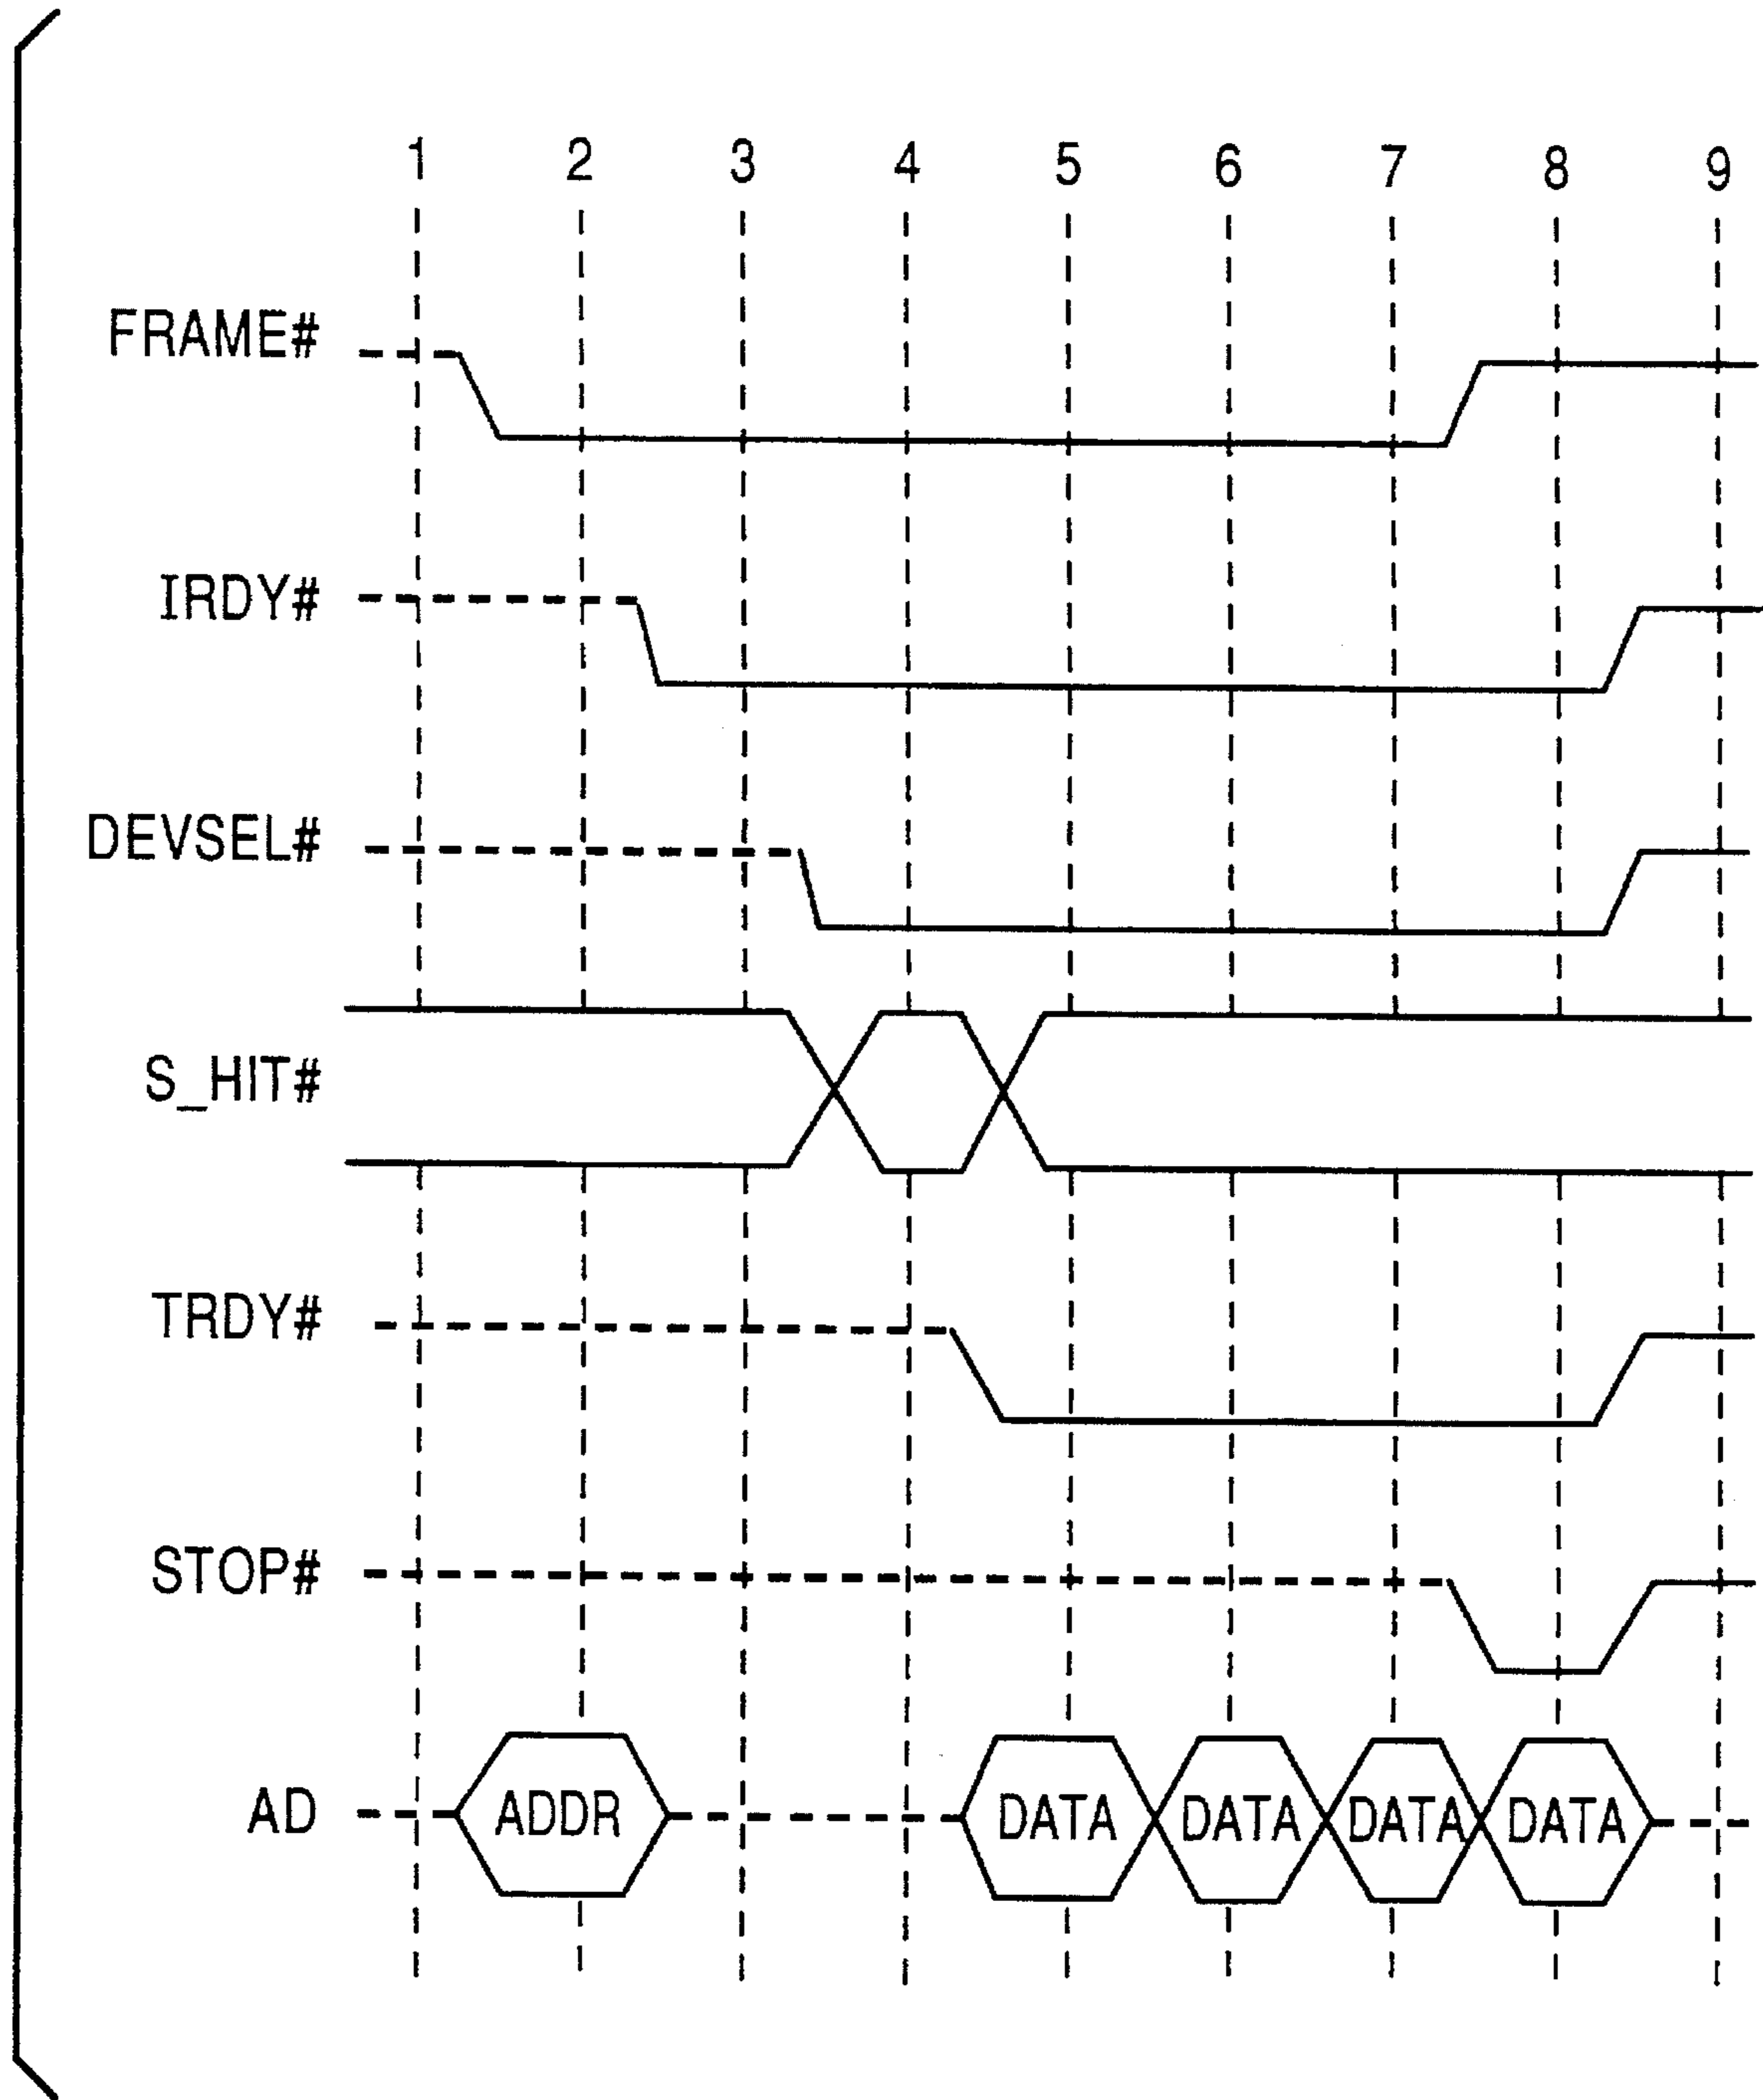 1 2 3 4 5 6 7 8 9
FRAME#
IRDY#
DEVSEL#
S_HIT#
TRDY#
STOP#
AD ADDR DATA DATA DATA DATA